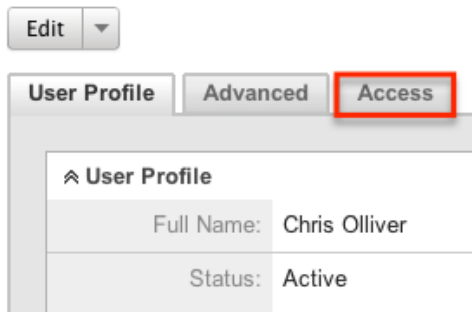 Edit
User Profile Advanced Access
User Profile
Full Name: Chris Olliver
Status: Active